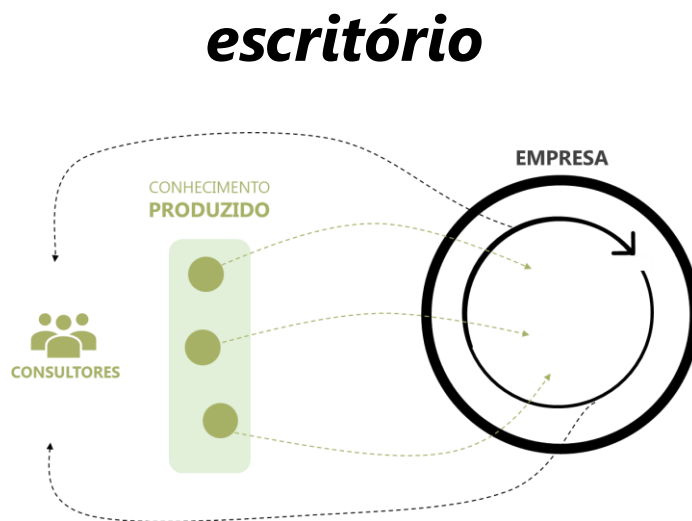 escritório
EMPRESA
CONHECIMENTO
PRODUZIDO
CONSULTORES